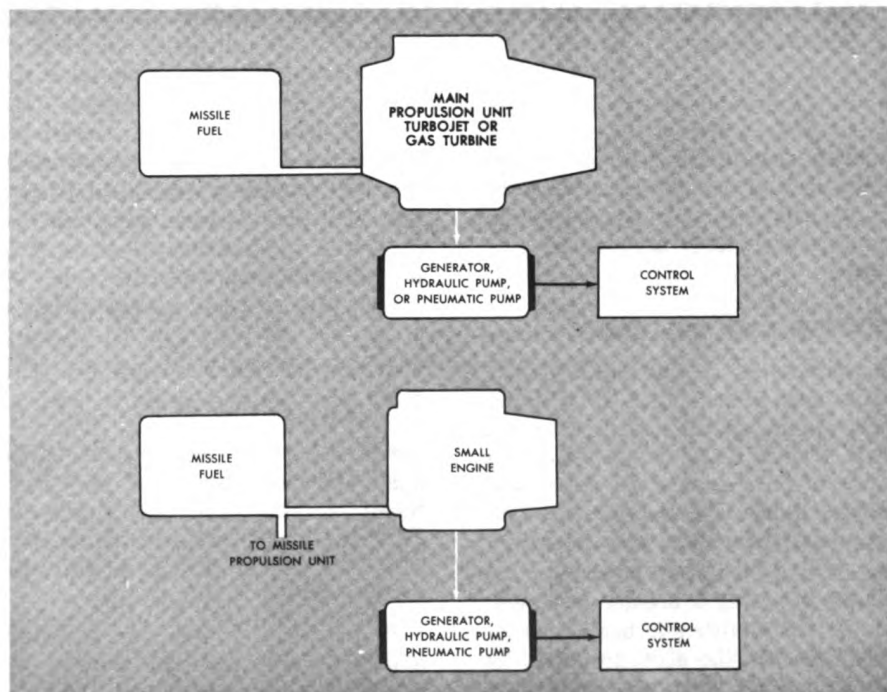 MISSILE
FUEL
MAIN
PROPULSION UNIT
TURBOJET OR
GAS TURBINE
GENERATOR,
HYDRAULIC PUMP,
OR PNEUMATIC PUMP
CONTROL
SYSTEM
MISSILE
FUEL
SMALL
ENGINE
TO MISSILE
PROPULSION UNIT
GENERATOR,
HYDRAULIC PUMP,
PNEUMATIC PUMP
CONTROL
SYSTEM